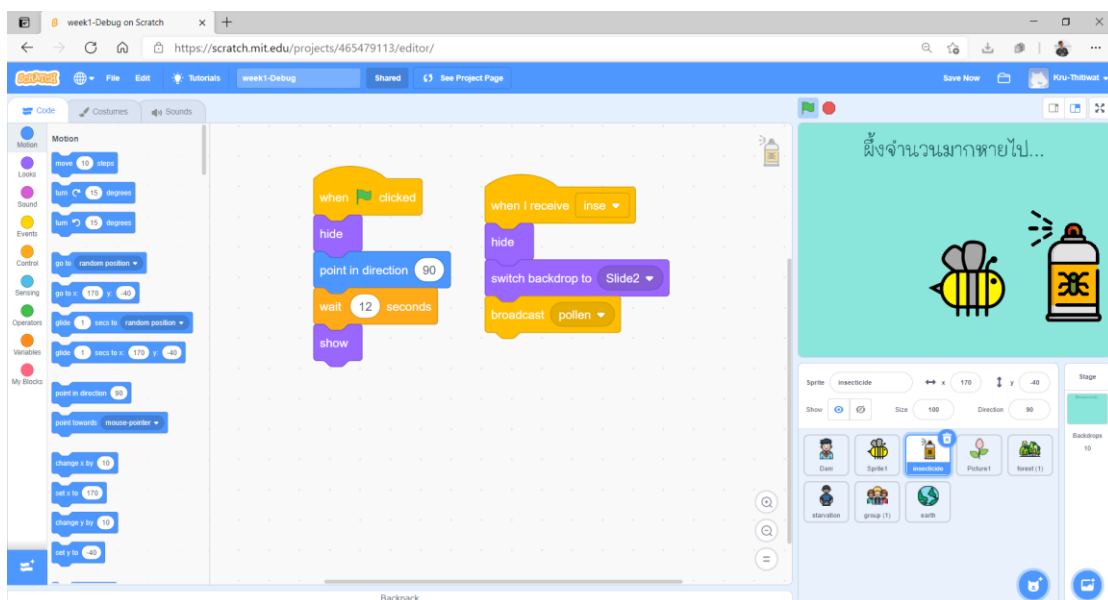 week1-Debug on Scratch
https://scratch.mit.edu/projects/465479113/editor/
SCRATCH File Edit Tutorials week1-Debug Shared See Project Page Save Now Kru-Thitiwat
Code Costumes Sounds
Motion
Looks
Sound
Events
Control
Sensing
Operators
Variables
My Blocks
Motion
move 10 steps
turn 15 degrees
turn 15 degrees
go to random position
go to x: 170 y: -40
glide 1 secs to random position
glide 1 secs to x: 170 y: -40
point in direction 90
point towards mouse-pointer
change x by 10
set x to 170
change y by 10
set y to -40
when clicked
hide
point in direction 90
wait 12 seconds
show
when I receive inse
hide
switch backdrop to Slide2
broadcast pollen
Backpack
ผึ้งจำนวนมากหายไป...
Sprite insecticide x 170 y -40
Show Size 100 Direction 90
Dani Sprite1 insecticide Picture1 forest (1)
starvation group (1) earth
Stage
Backdrops
10